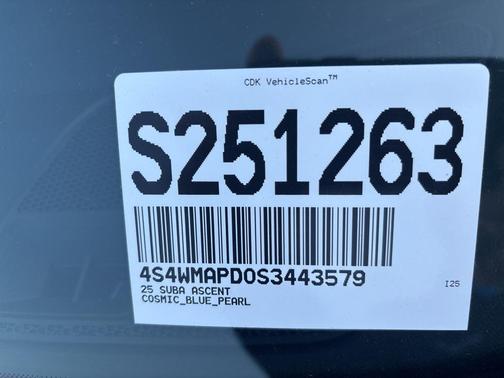 CDK VehicleScan™
S251263
4S4WMAPD0S3443579
25 SUBA ASCENT I25
COSMIC_BLUE_PEARL